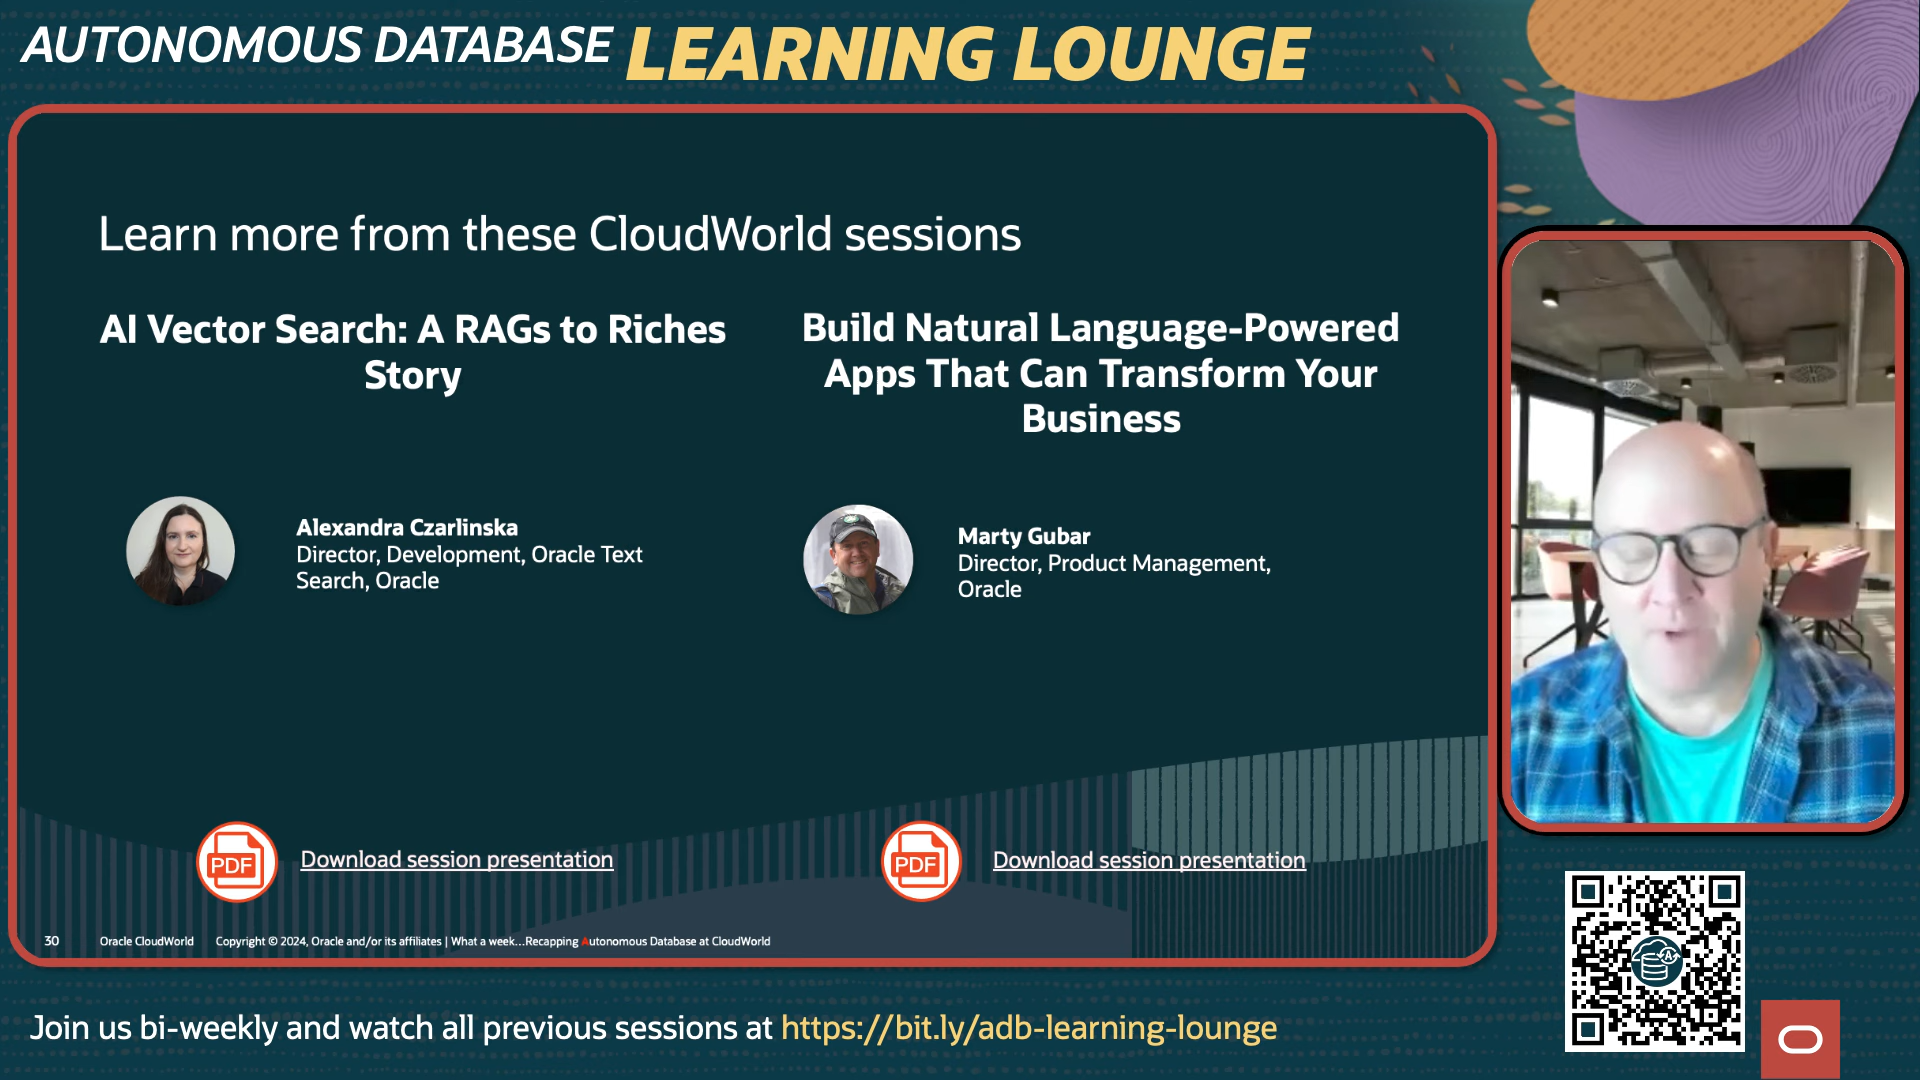 AUTONOMOUS DATABASE LEARNING LOUNGE
Learn more from these CloudWorld sessions
AI Vector Search: A RAGs to Riches
Story
Build Natural Language-Powered
Apps That Can Transform Your
Business
Alexandra Czarlinska
Director, Development, Oracle Text
Search, Oracle
Marty Gubar
Director, Product Management,
Oracle
PDF
Download session presentation
PDF
Download session presentation
30 Oracle CloudWorld Copyright © 2024, Oracle and/or its affiliates | What a week...Recapping Autonomous Database at CloudWorld
A
Join us bi-weekly and watch all previous sessions at https://bit.ly/adb-learning-lounge